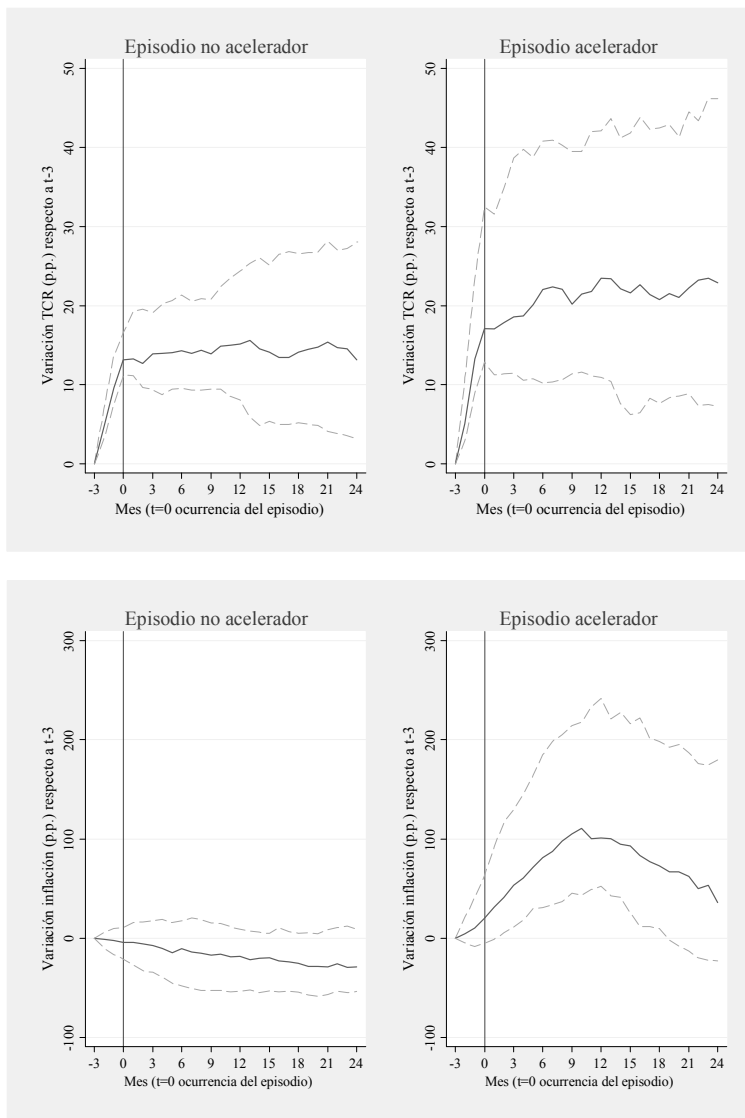 Episodio no acelerador
Episodio acelerador
Variación TCR (p.p.) respecto a t-3
50
40
30
20
10
0
-3 0 3 6 9 12 15 18 21 24
Mes (t=0 ocurrencia del episodio)
Variación TCR (p.p.) respecto a t-3
50
40
30
20
10
0
-3 0 3 6 9 12 15 18 21 24
Mes (t=0 ocurrencia del episodio)
Episodio no acelerador
Episodio acelerador
Variación inflación (p.p.) respecto a t-3
300
200
100
0
-100
-3 0 3 6 9 12 15 18 21 24
Mes (t=0 ocurrencia del episodio)
Variación inflación (p.p.) respecto a t-3
300
200
100
0
-100
-3 0 3 6 9 12 15 18 21 24
Mes (t=0 ocurrencia del episodio)